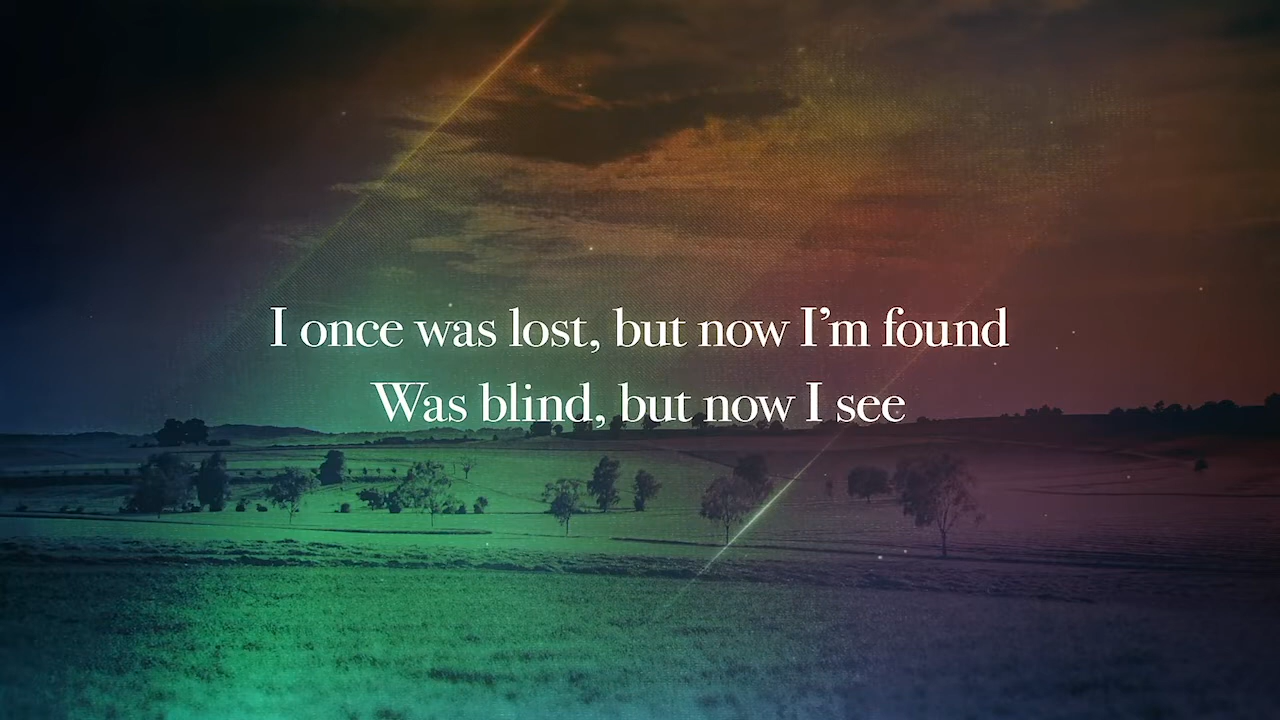 I once was lost, but now I’m found
Was blind, but now I see